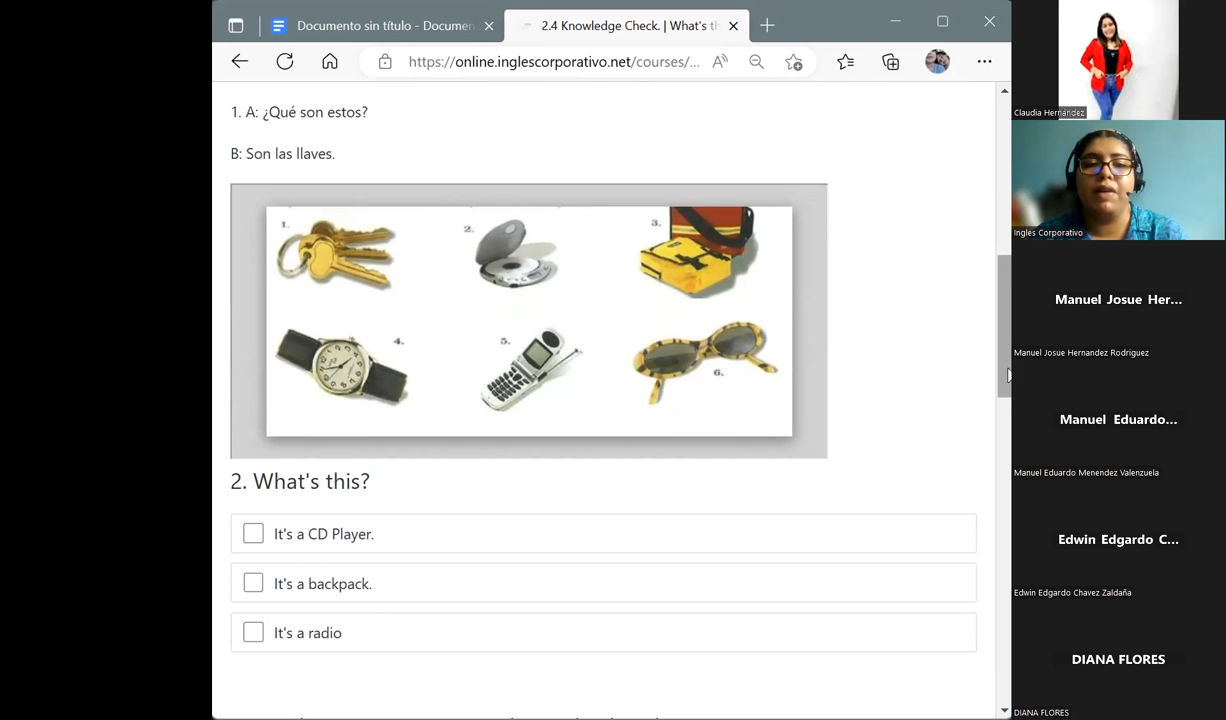 Documento sin título - Documen
2.4 Knowledge Check. | What's th
https://online.inglescorporativo.net/courses/...
1. A: ¿Qué son estos?
B: Son las llaves.
1.
2.
3.
4.
5.
6.
2. What's this?
It's a CD Player.
It's a backpack.
It's a radio
Claudia Hernández
Ingles Corporativo
Manuel Josue Her...
Manuel Josue Hernandez Rodriguez
Manuel Eduardo...
Manuel Eduardo Menendez Valenzuela
Edwin Edgardo C...
Edwin Edgardo Chavez Zaldaña
DIANA FLORES
DIANA FLORES